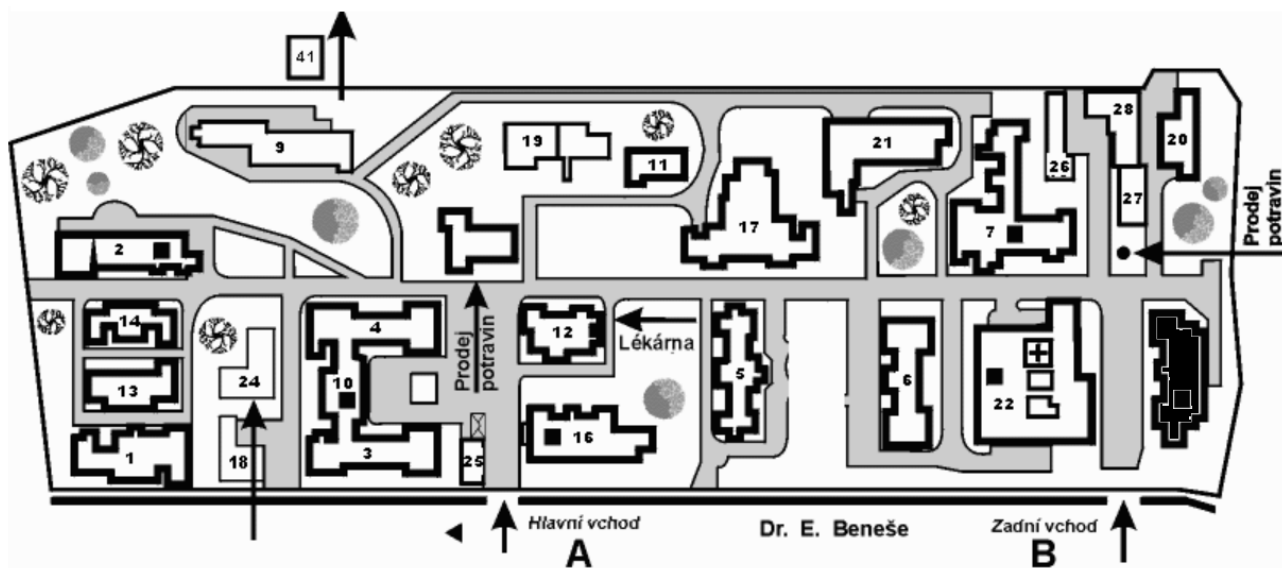 41
9
19
11
21
28
20
26
27
17
7
2
Prodej
potravin
14
4
12
Lékárna
Prodej
potravin
13
24
10
5
6
22
1
18
3
25
16
Hlavní vchod
A
Dr. E. Beneše
Zadní vchod
B